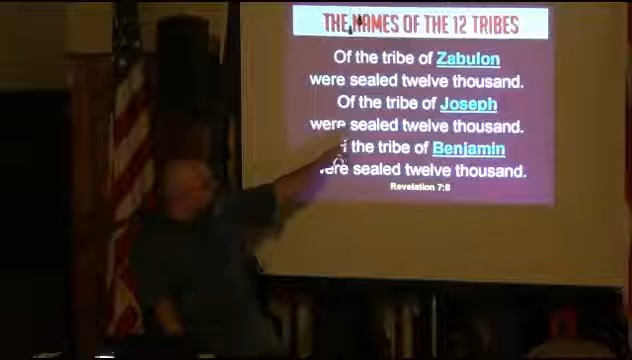 THE NAMES OF THE 12 TRIBES
Of the tribe of Zabulon
were sealed twelve thousand.
Of the tribe of Joseph
were sealed twelve thousand.
the tribe of Benjamin
were sealed twelve thousand.
Revelation 7:8